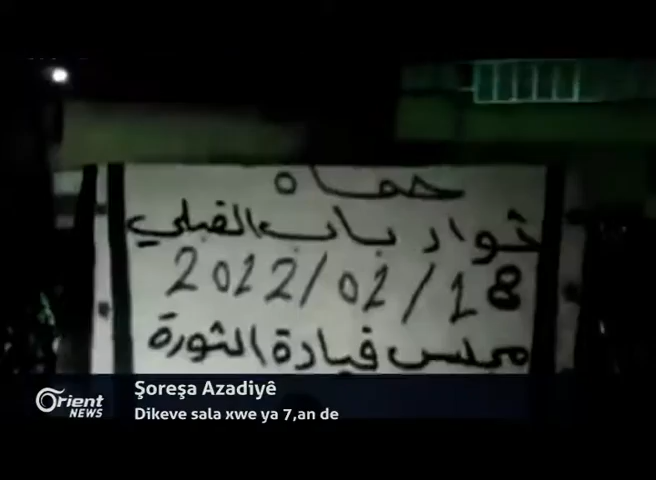 حماه
ثوار باب القبلي
2012/02/18
مجلس قيادة الثورة
Orient NEWS
Şoreşa Azadiyê
Dikeve sala xwe ya 7,an de